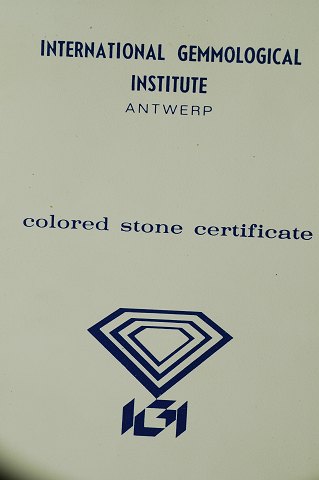 INTERNATIONAL GEMMOLOGICAL
INSTITUTE
ANTWERP
colored stone certificate
IGI